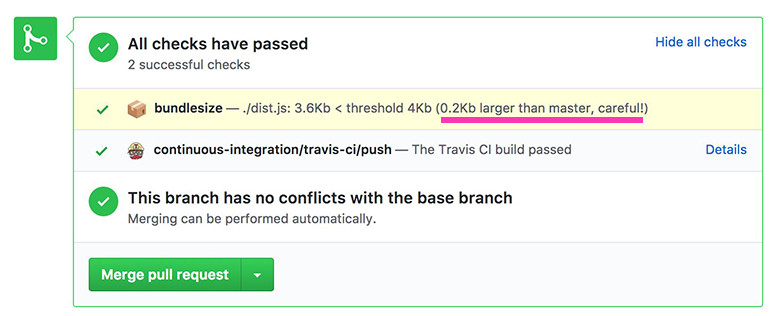 All checks have passed
Hide all checks
2 successful checks
bundlesize — ./dist.js: 3.6Kb < threshold 4Kb (0.2Kb larger than master, careful!)
continuous-integration/travis-ci/push — The Travis CI build passed
Details
This branch has no conflicts with the base branch
Merging can be performed automatically.
Merge pull request